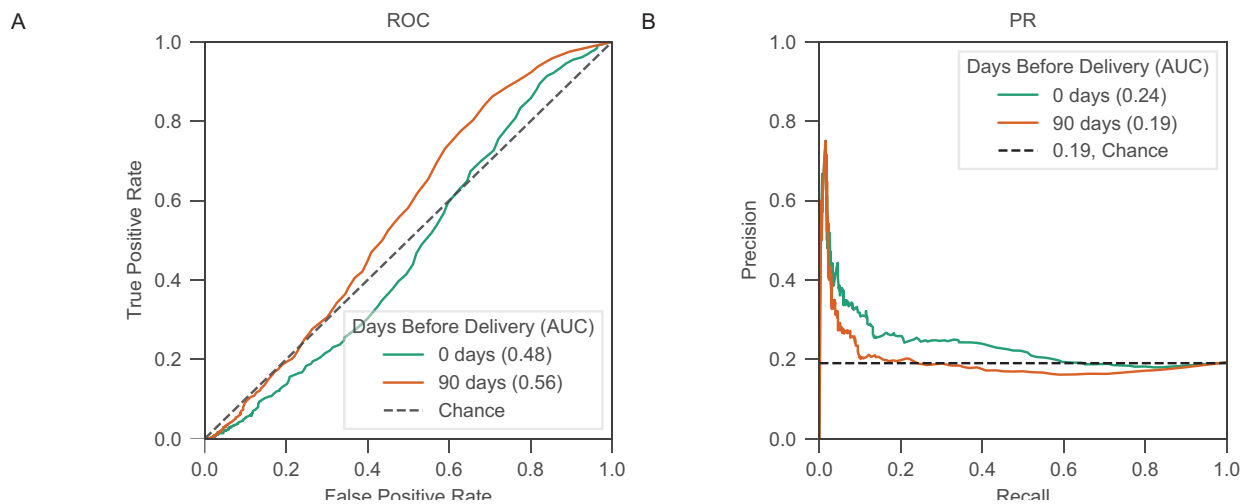 A
ROC
1.0
0.8
0.6
0.4
0.2
0.0
True Positive Rate
Days Before Delivery (AUC)
0 days (0.48)
90 days (0.56)
Chance
0.0 0.2 0.4 0.6 0.8 1.0
False Positive Rate
B
PR
1.0
0.8
0.6
0.4
0.2
0.0
Precision
Days Before Delivery (AUC)
0 days (0.24)
90 days (0.19)
0.19, Chance
0.0 0.2 0.4 0.6 0.8 1.0
Recall